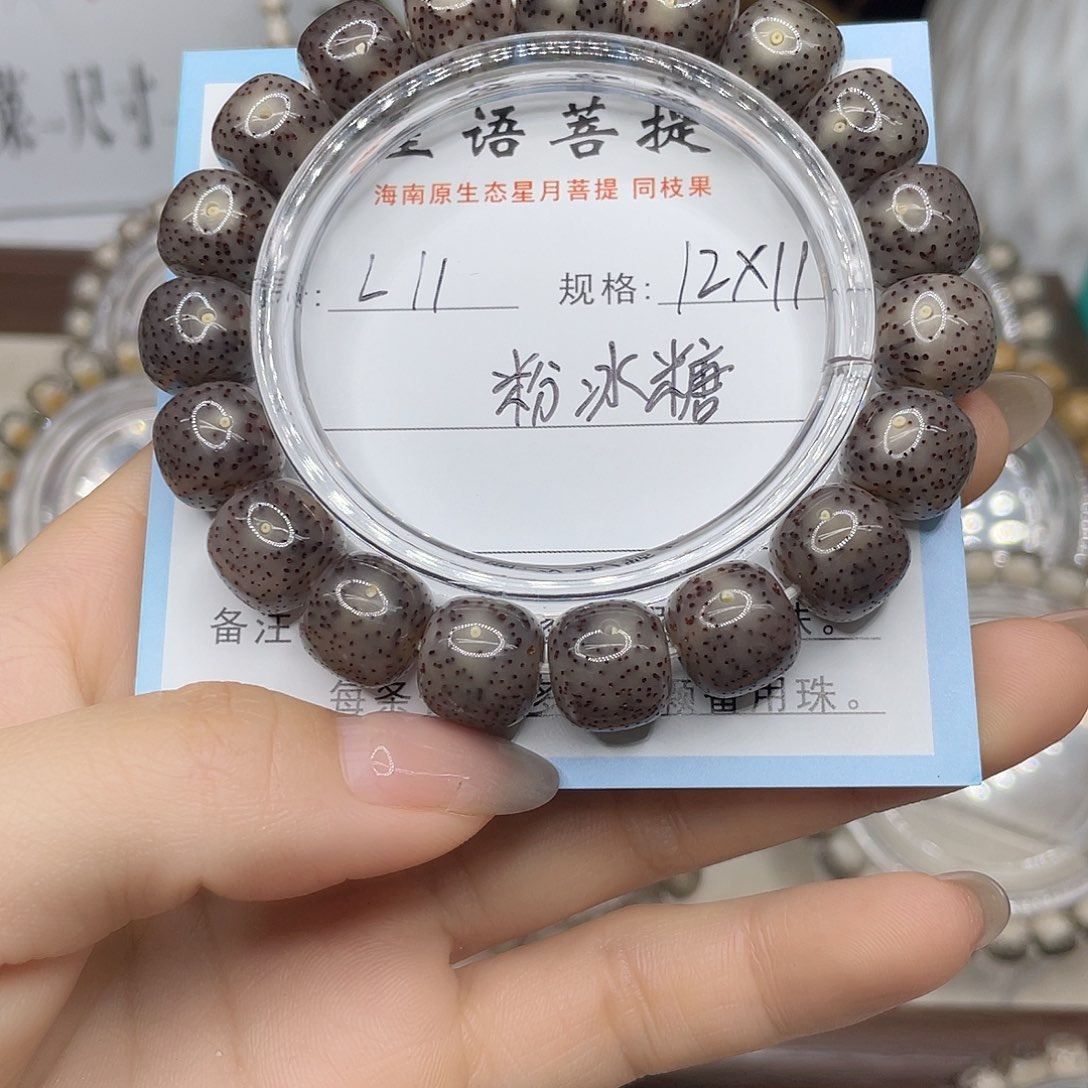 语菩提
海南原生态星月菩提 同枝果
: L11 规格: 12X11
粉冰糖
备注
每条 备用珠。